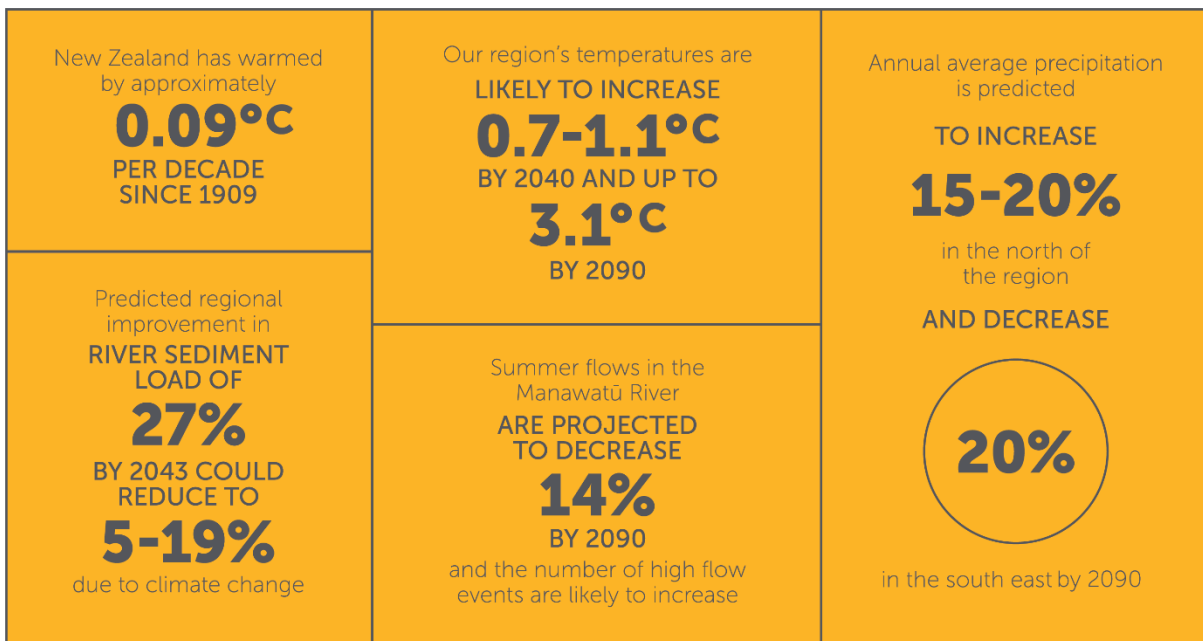 New Zealand has warmed
by approximately
0.09°C
PER DECADE
SINCE 1909
Predicted regional
improvement in
RIVER SEDIMENT
LOAD OF
27%
BY 2043 COULD
REDUCE TO
5-19%
due to climate change
Our region's temperatures are
LIKELY TO INCREASE
0.7-1.1°C
BY 2040 AND UP TO
3.1°C
BY 2090
Summer flows in the
Manawatū River
ARE PROJECTED
TO DECREASE
14%
BY 2090
and the number of high flow
events are likely to increase
Annual average precipitation
is predicted
TO INCREASE
15-20%
in the north of
the region
AND DECREASE
20%
in the south east by 2090